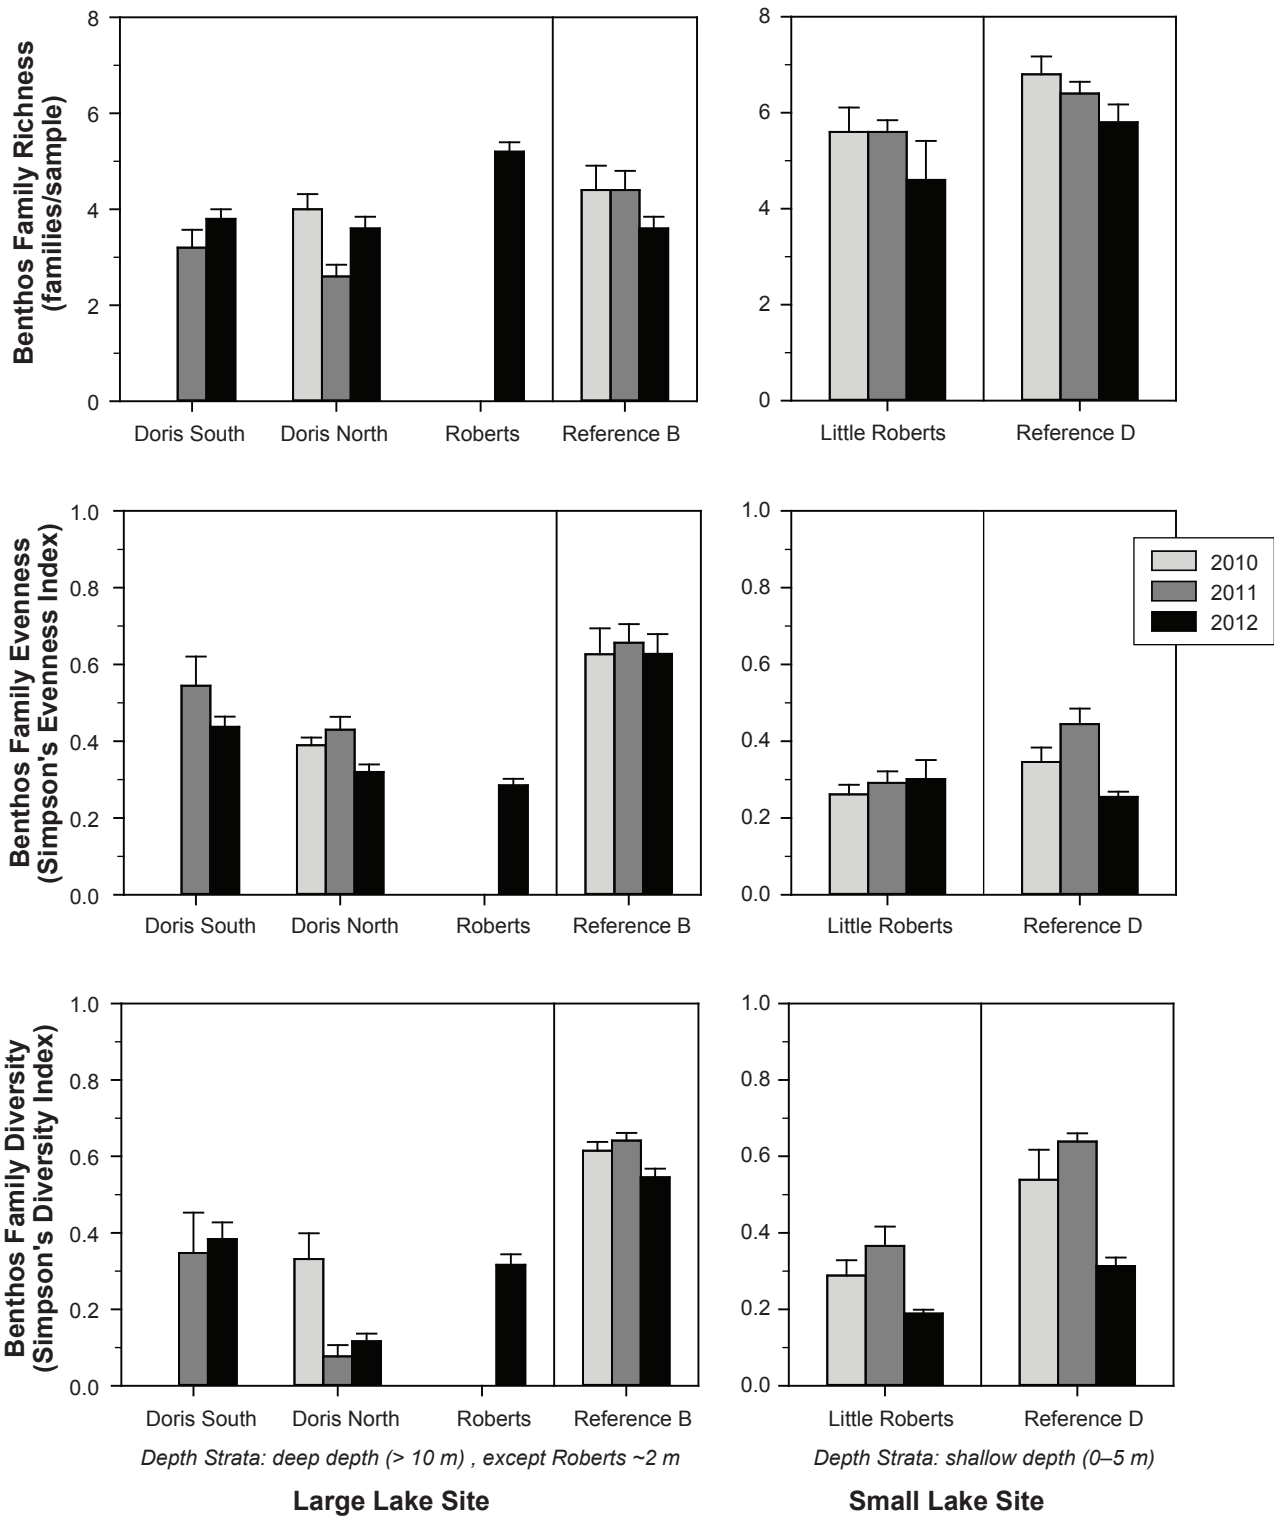 Benthos Family Richness
(families/sample)
8
6
4
2
0
Doris South
Doris North
Roberts
Reference B
8
6
4
2
0
Little Roberts
Reference D
Benthos Family Evenness
(Simpson's Evenness Index)
1.0
0.8
0.6
0.4
0.2
0.0
Doris South
Doris North
Roberts
Reference B
1.0
0.8
0.6
0.4
0.2
0.0
Little Roberts
Reference D
2010
2011
2012
Benthos Family Diversity
(Simpson's Diversity Index)
1.0
0.8
0.6
0.4
0.2
0.0
Doris South
Doris North
Roberts
Reference B
1.0
0.8
0.6
0.4
0.2
0.0
Little Roberts
Reference D
Depth Strata: deep depth (> 10 m) , except Roberts ~2 m
Depth Strata: shallow depth (0–5 m)
Large Lake Site
Small Lake Site